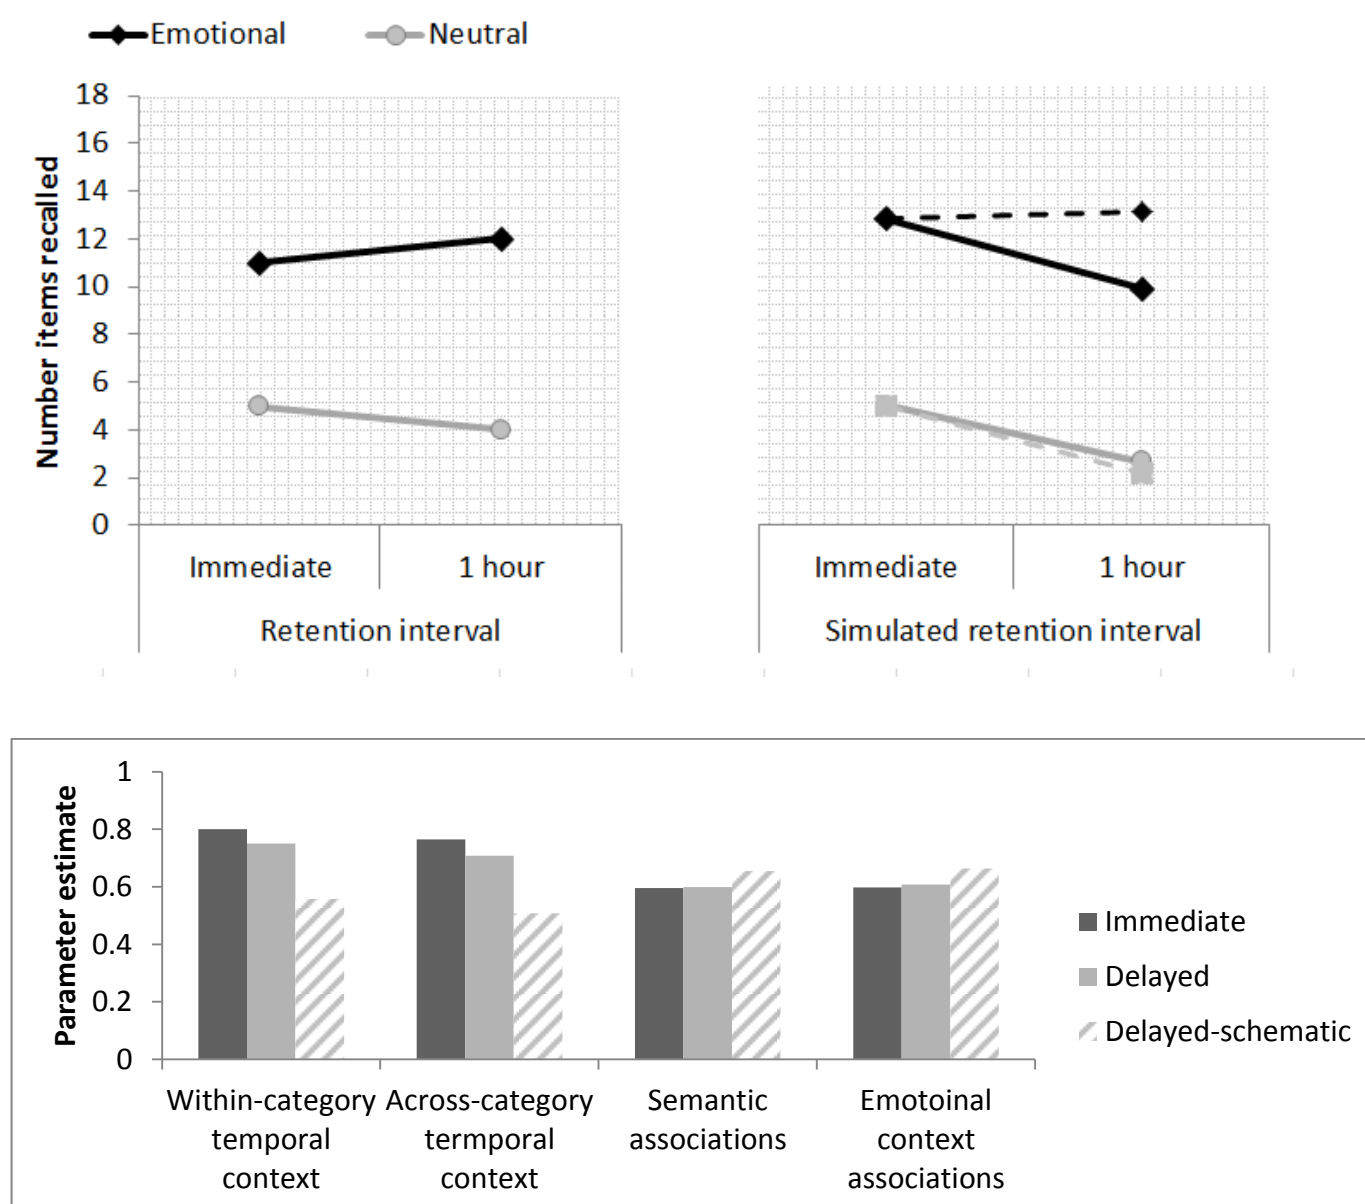 Emotional Neutral
Number items recalled
18
16
14
12
10
8
6
4
2
0
Immediate 1 hour
Retention interval
Immediate 1 hour
Simulated retention interval
Parameter estimate
1
0.8
0.6
0.4
0.2
0
Within-category temporal context
Across-category termporal context
Semantic associations
Emotoinal context associations
Immediate
Delayed
Delayed-schematic